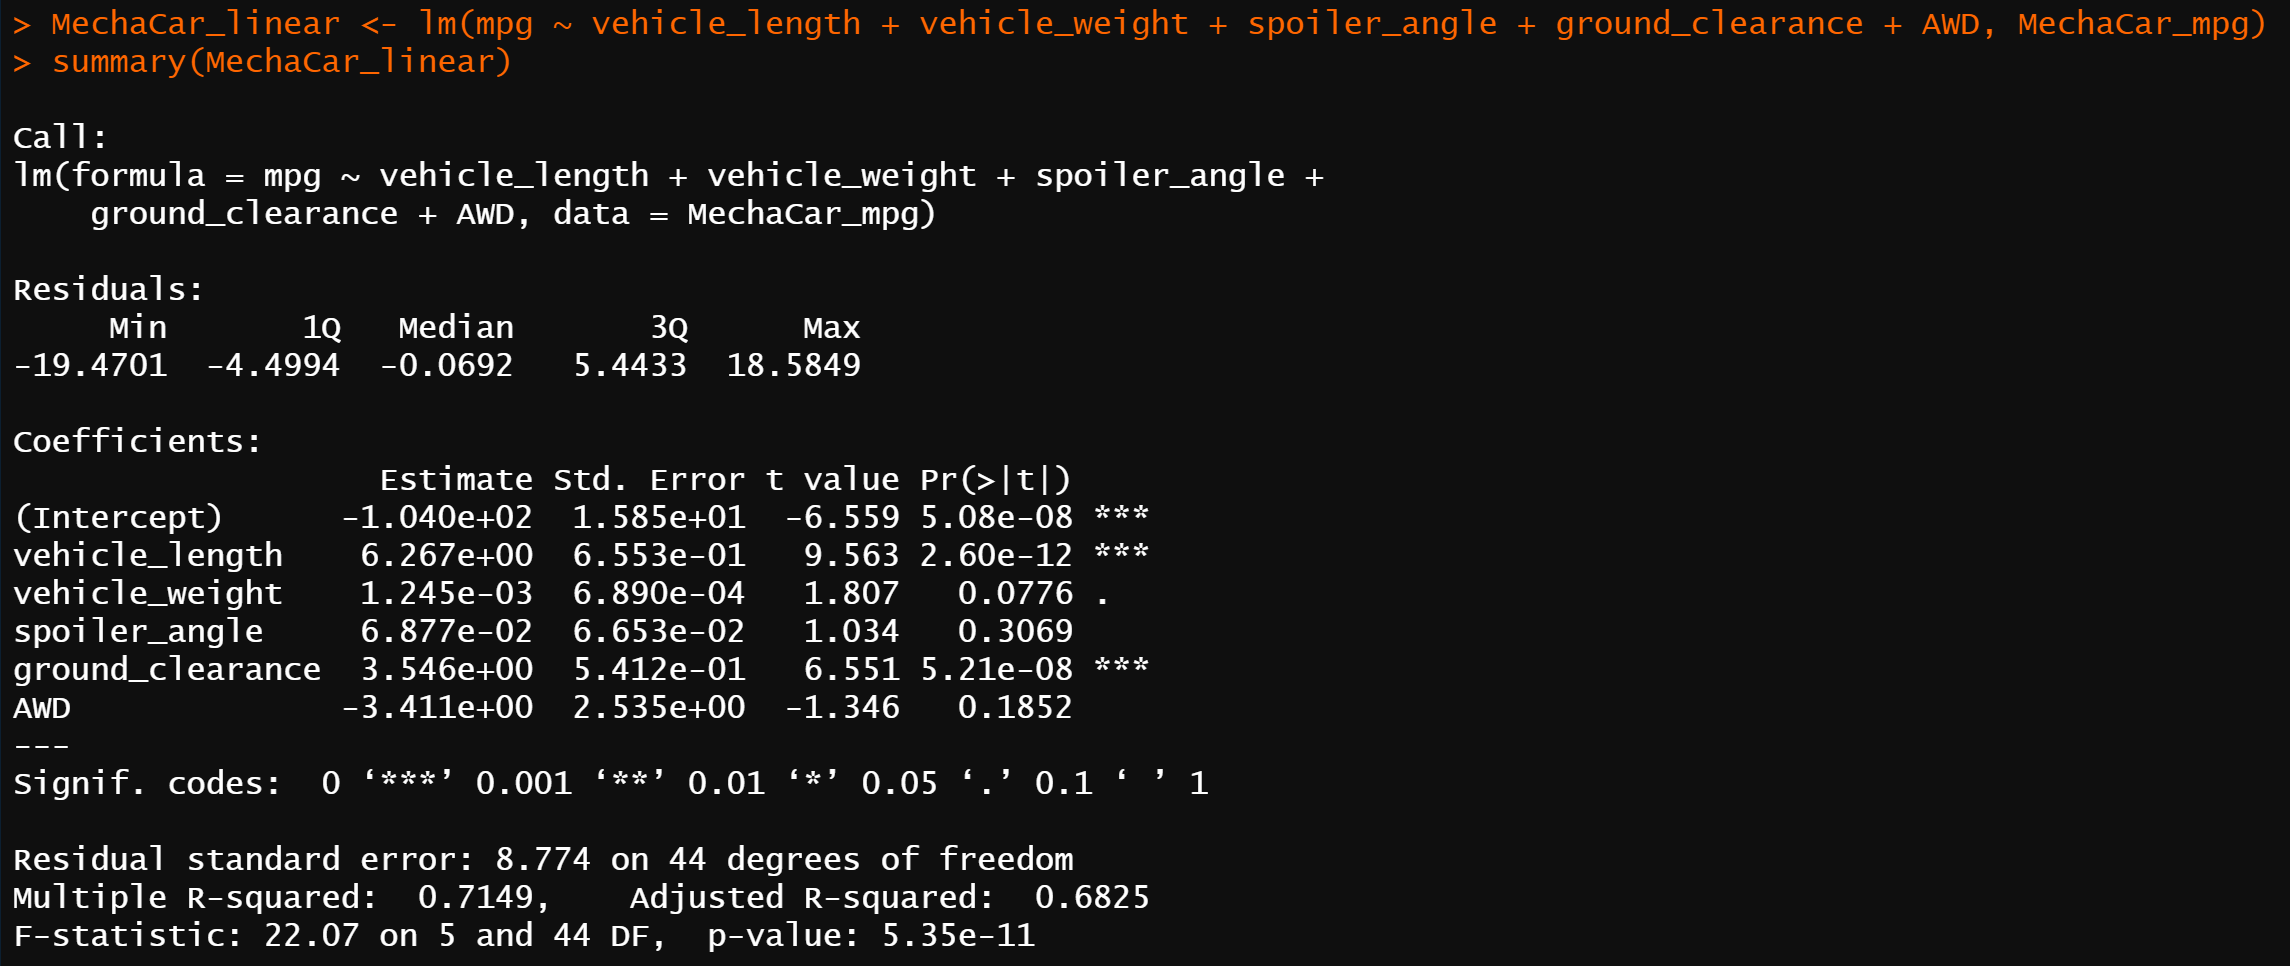 > MechaCar_linear <- lm(mpg ~ vehicle_length + vehicle_weight + spoiler_angle + ground_clearance + AWD, MechaCar_mpg)
> summary(MechaCar_linear)

Call:
lm(formula = mpg ~ vehicle_length + vehicle_weight + spoiler_angle +
    ground_clearance + AWD, data = MechaCar_mpg)

Residuals:
     Min       1Q   Median       3Q      Max
-19.4701  -4.4994  -0.0692   5.4433  18.5849

Coefficients:
                   Estimate Std. Error t value Pr(>|t|)
(Intercept)      -1.040e+02  1.585e+01  -6.559 5.08e-08 ***
vehicle_length    6.267e+00  6.553e-01   9.563 2.60e-12 ***
vehicle_weight    1.245e-03  6.890e-04   1.807   0.0776 .
spoiler_angle     6.877e-02  6.653e-02   1.034   0.3069
ground_clearance  3.546e+00  5.412e-01   6.551 5.21e-08 ***
AWD              -3.411e+00  2.535e+00  -1.346   0.1852
---
Signif. codes:  0 ‘***’ 0.001 ‘**’ 0.01 ‘*’ 0.05 ‘.’ 0.1 ‘ ’ 1

Residual standard error: 8.774 on 44 degrees of freedom
Multiple R-squared:  0.7149,    Adjusted R-squared:  0.6825
F-statistic: 22.07 on 5 and 44 DF,  p-value: 5.35e-11